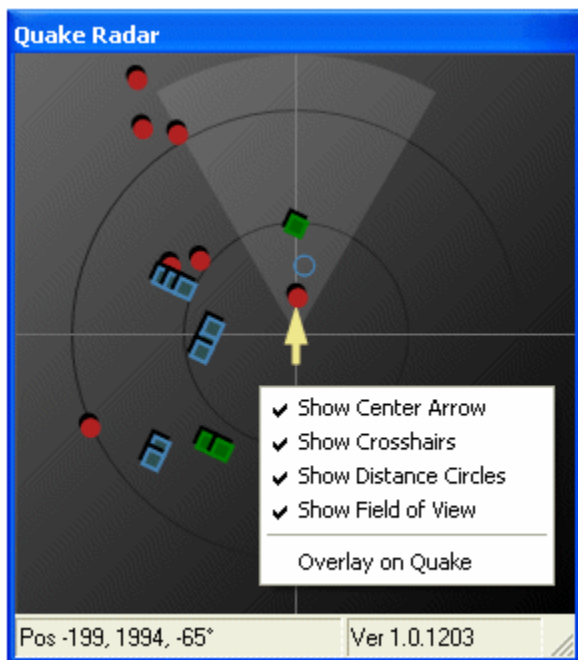 Quake Radar
Show Center Arrow
Show Crosshairs
Show Distance Circles
Show Field of View
Overlay on Quake
Pos -199, 1994, -65° Ver 1.0.1203